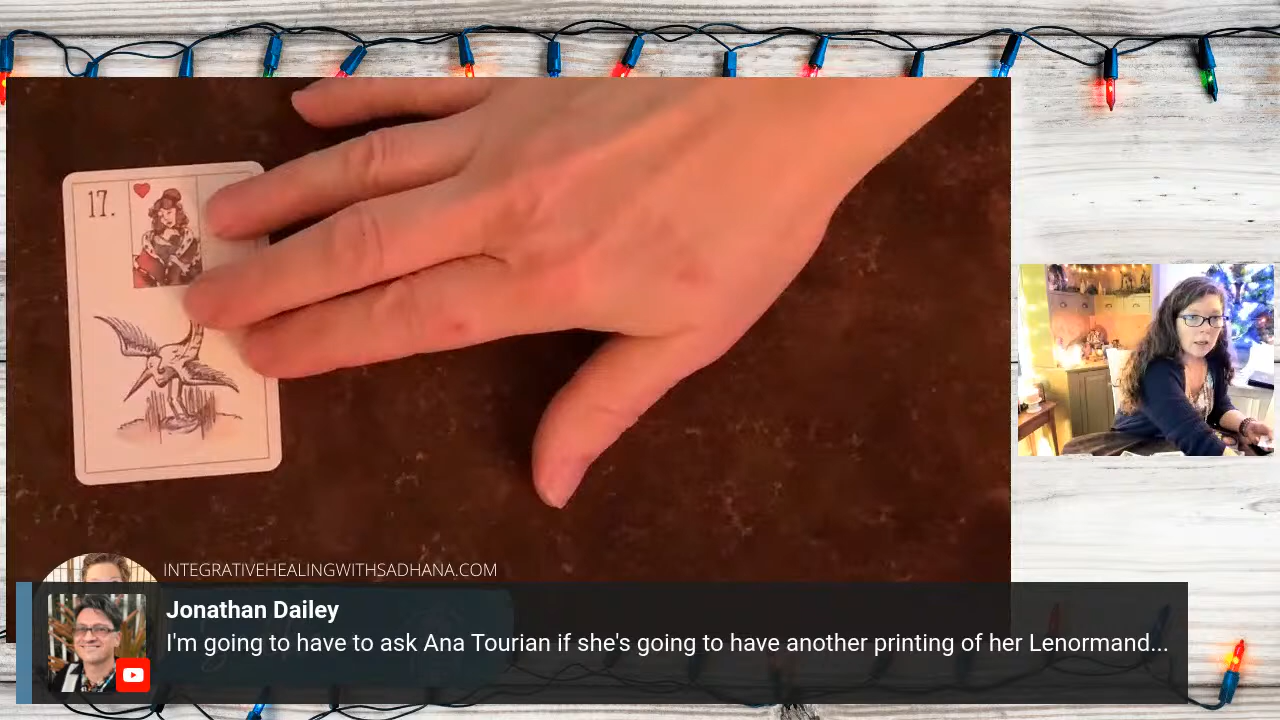 17.
INTEGRATIVEHEALINGWITHSADHANA.COM
Jonathan Dailey
I'm going to have to ask Ana Tourian if she's going to have another printing of her Lenormand...